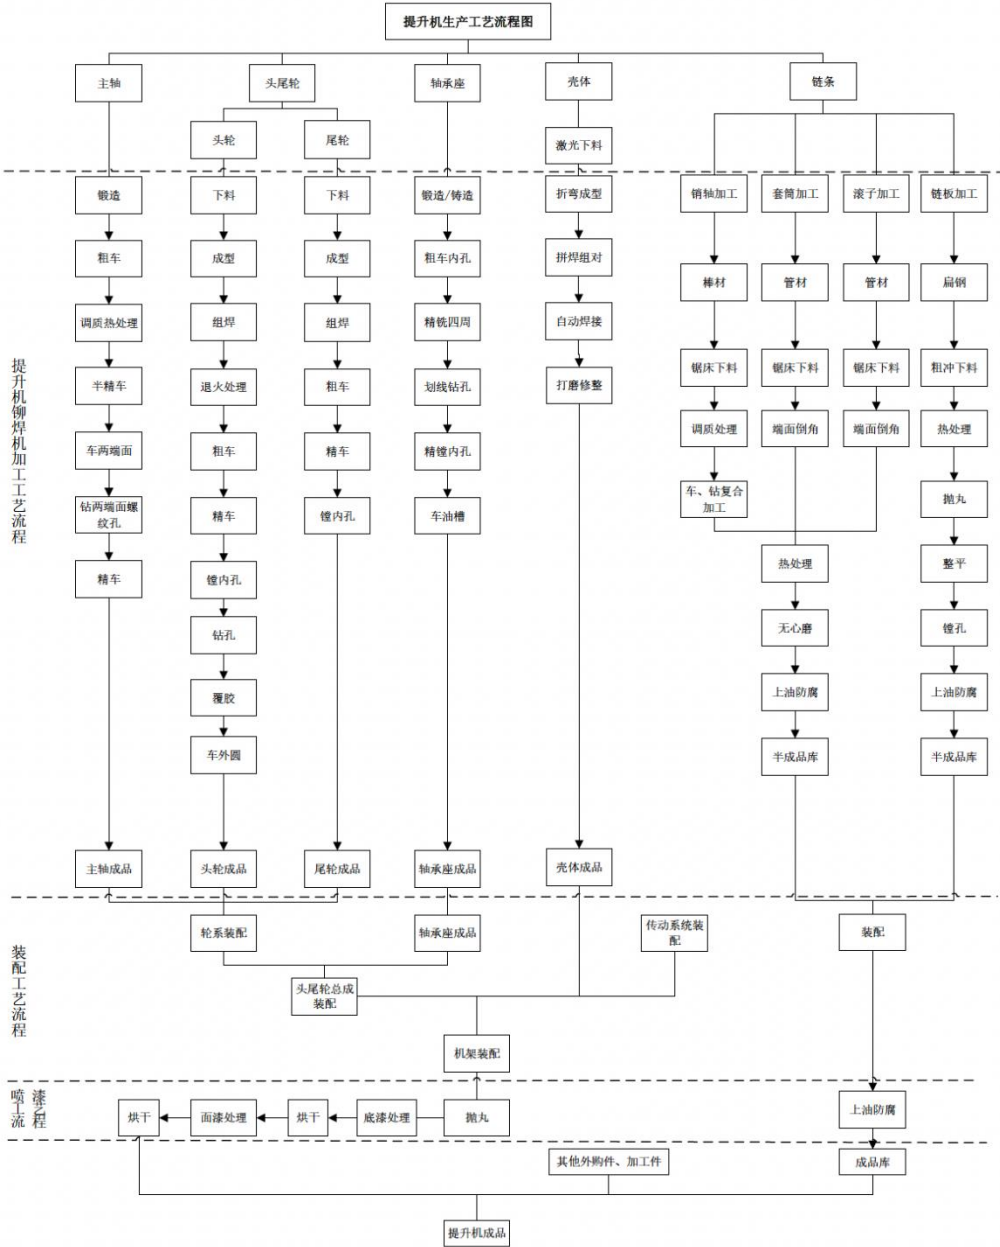 提升机生产工艺流程图
主轴
头尾轮
轴承座
壳体
链条
头轮
尾轮
激光下料
提升机铆焊机加工工艺流程
锻造
下料
下料
锻造/铸造
折弯成型
销轴加工
套筒加工
滚子加工
链板加工
粗车
成型
成型
粗车内孔
拼焊组对
棒材
管材
管材
扁钢
调质热处理
组焊
组焊
精铣四周
自动焊接
半精车
退火处理
粗车
划线钻孔
打磨修整
锯床下料
锯床下料
锯床下料
粗冲下料
车两端面
粗车
精车
精镗内孔
调质处理
端面倒角
端面倒角
热处理
钻两端面螺
纹孔
精车
镗内孔
车油槽
车、钻复合
加工
抛丸
精车
镗内孔
热处理
整平
钻孔
无心磨
镗孔
覆胶
上油防腐
上油防腐
车外圆
半成品库
半成品库
主轴成品
头轮成品
尾轮成品
轴承座成品
壳体成品
装配工艺流程
轮系装配
轴承座成品
传动系统装
配
装配
头尾轮总成
装配
机架装配
喷漆
工艺
流程
烘干
面漆处理
烘干
底漆处理
抛丸
上油防腐
其他外购件、加工件
成品库
提升机成品